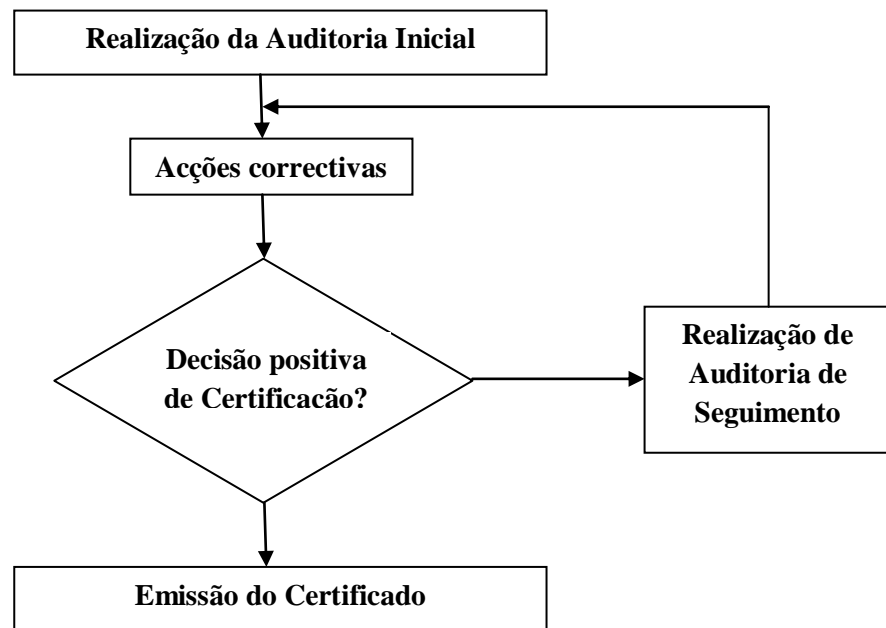 Realização da Auditoria Inicial
Acções correctivas
Decisão positiva
de Certificacão?
Realização de
Auditoria de
Seguimento
Emissão do Certificado